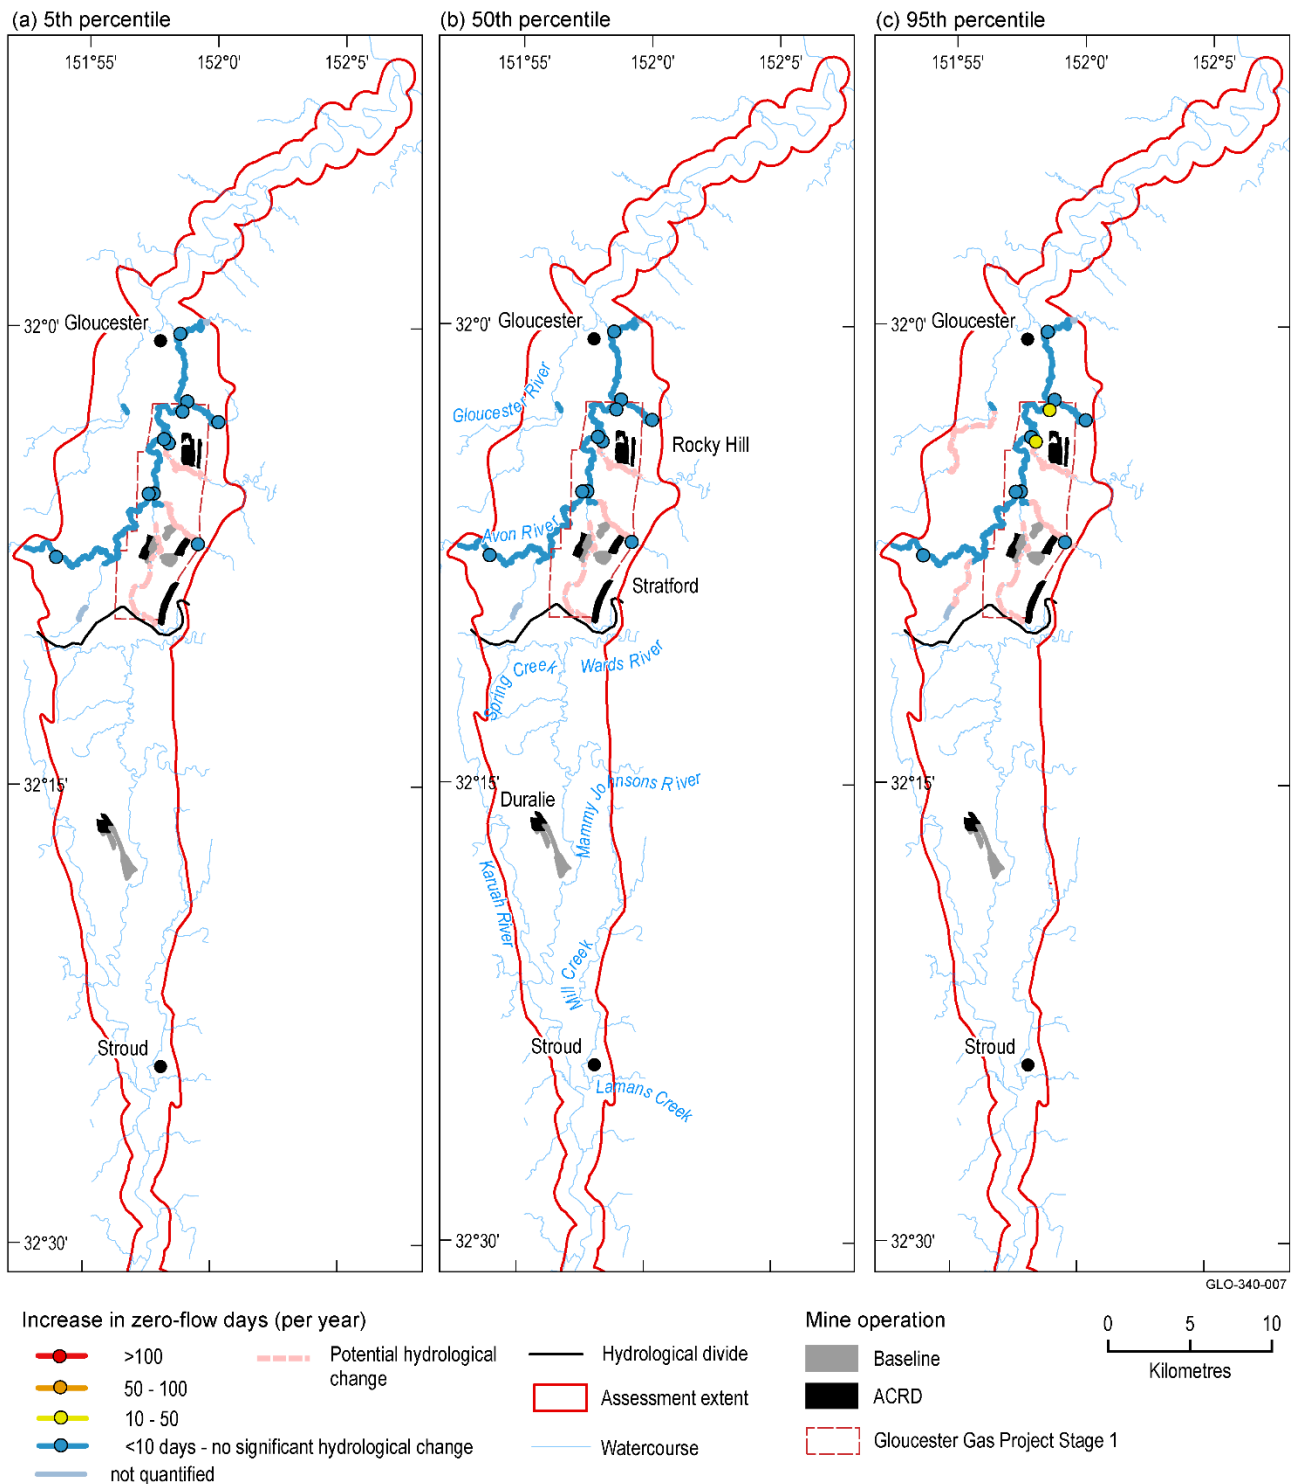 (a) 5th percentile
(b) 50th percentile
(c) 95th percentile
151°55'
152°0'
152°5'
151°55'
152°0'
152°5'
151°55'
152°0'
152°5'
32°0'
Gloucester
32°0'
Gloucester
32°0'
Gloucester
Gloucester River
Rocky Hill
Avon River
Stratford
Spring Creek
Wards River
32°15'
32°15'
32°15'
Mammy Johnsons River
Duralie
Karuah River
Mill Creek
Stroud
Stroud
Stroud
Lamans Creek
32°30'
32°30'
32°30'
GLO-340-007
Increase in zero-flow days (per year)
>100
50 - 100
10 - 50
<10 days - no significant hydrological change
not quantified
Potential hydrological
change
Hydrological divide
Assessment extent
Watercourse
Mine operation
Baseline
ACRD
Gloucester Gas Project Stage 1
0
5
10
Kilometres